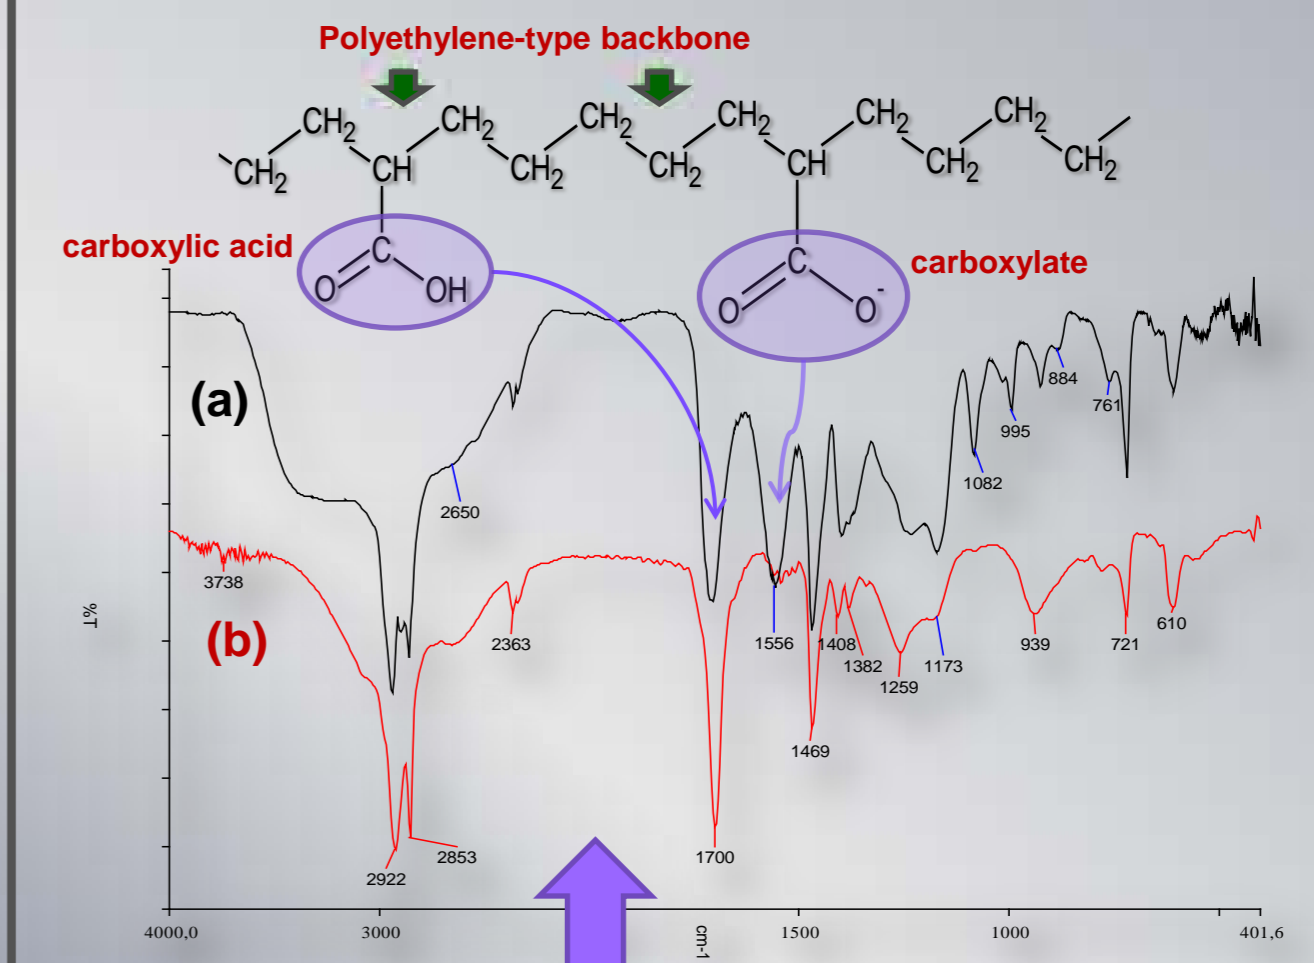 Polyethylene-type backbone
CH2 CH2 CH2 CH2 CH2 CH2
CH2 CH CH2 CH2 CH CH2 CH2
carboxylic acid C O OH
carboxylate C O O-
(a)
2650
884
761
995
1082
(b)
3738
2363
1556
1408
1382
1259
1173
939
721
610
1469
1700
2853
2922
%T
4000,0 3000 1500 1000 401,6
cm-1